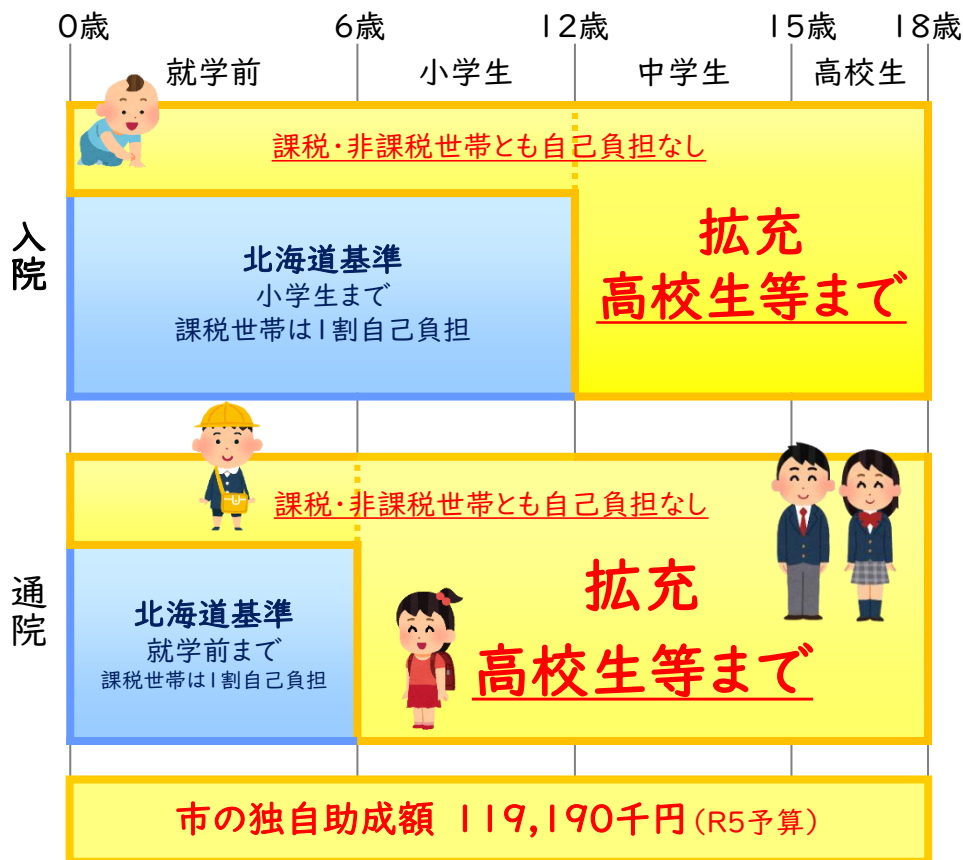 0歳 6歳 12歳 15歳 18歳
就学前 小学生 中学生 高校生
入院
課税・非課税世帯とも自己負担なし
北海道基準
小学生まで
課税世帯は1割自己負担
拡充
高校生等まで
通院
課税・非課税世帯とも自己負担なし
北海道基準
就学前まで
課税世帯は1割自己負担
拡充
高校生等まで
市の独自助成額 119,190千円(R5予算)